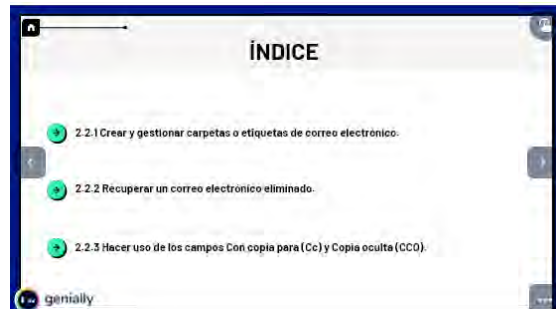 ÍNDICE
2.2.1 Crear y gestionar carpetas o etiquetas de correo electrónico.
2.2.2 Recuperar un correo electrónico eliminado.
2.2.3 Hacer uso de los campos Con copia para (Cc) y Copia oculta (CCO).
genially